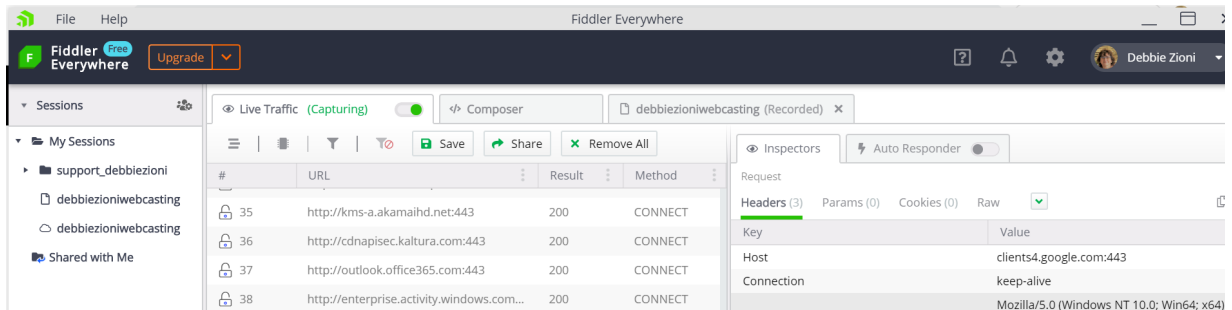 File Help Fiddler Everywhere
Fiddler Free
Everywhere
Upgrade
Debbie Zioni
Sessions
My Sessions
support_debbiezioni
debbiezioniwebcasting
debbiezioniwebcasting
Shared with Me
Live Traffic (Capturing) Composer debbiezioniwebcasting (Recorded)
Save Share Remove All
# URL Result Method
35 http://kms-a.akamaihd.net:443 200 CONNECT
36 http://cdnapisec.kaltura.com:443 200 CONNECT
37 http://outlook.office365.com:443 200 CONNECT
38 http://enterprise.activity.windows.com... 200 CONNECT
Inspectors Auto Responder
Request
Headers (3) Params (0) Cookies (0) Raw
Key Value
Host clients4.google.com:443
Connection keep-alive
Mozilla/5.0 (Windows NT 10.0; Win64; x64)